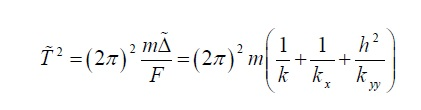 T̃ ² = (2π)² mΔ̃/F = (2π)² m(1/k + 1/kₓ + h²/k_yy)